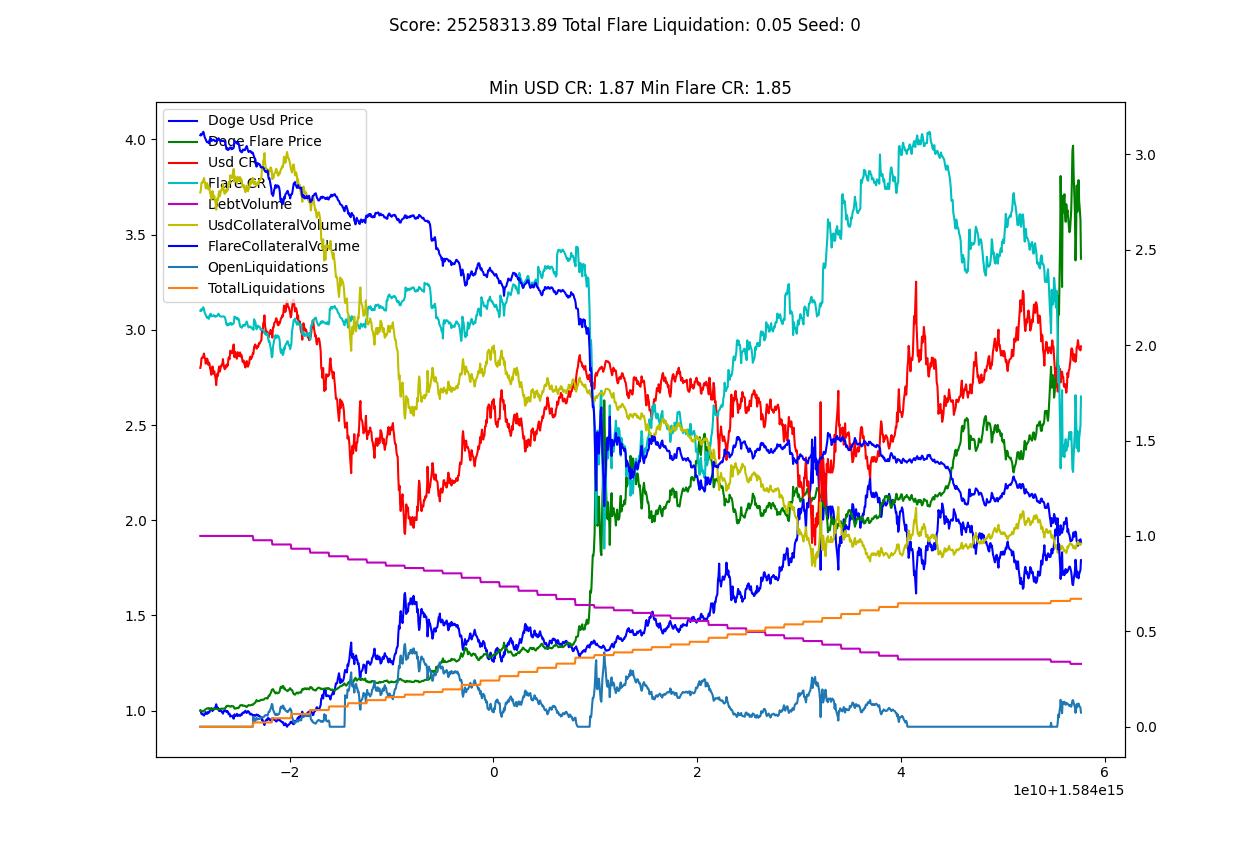 Score: 25258313.89 Total Flare Liquidation: 0.05 Seed: 0
Min USD CR: 1.87 Min Flare CR: 1.85
Doge Usd Price
Doge Flare Price
Usd CR
Flare CR
DebtVolume
UsdCollateralVolume
FlareCollateralVolume
OpenLiquidations
TotalLiquidations
4.0
3.5
3.0
2.5
2.0
1.5
1.0
3.0
2.5
2.0
1.5
1.0
0.5
0.0
−2
0
2
4
6
1e10+1.584e15